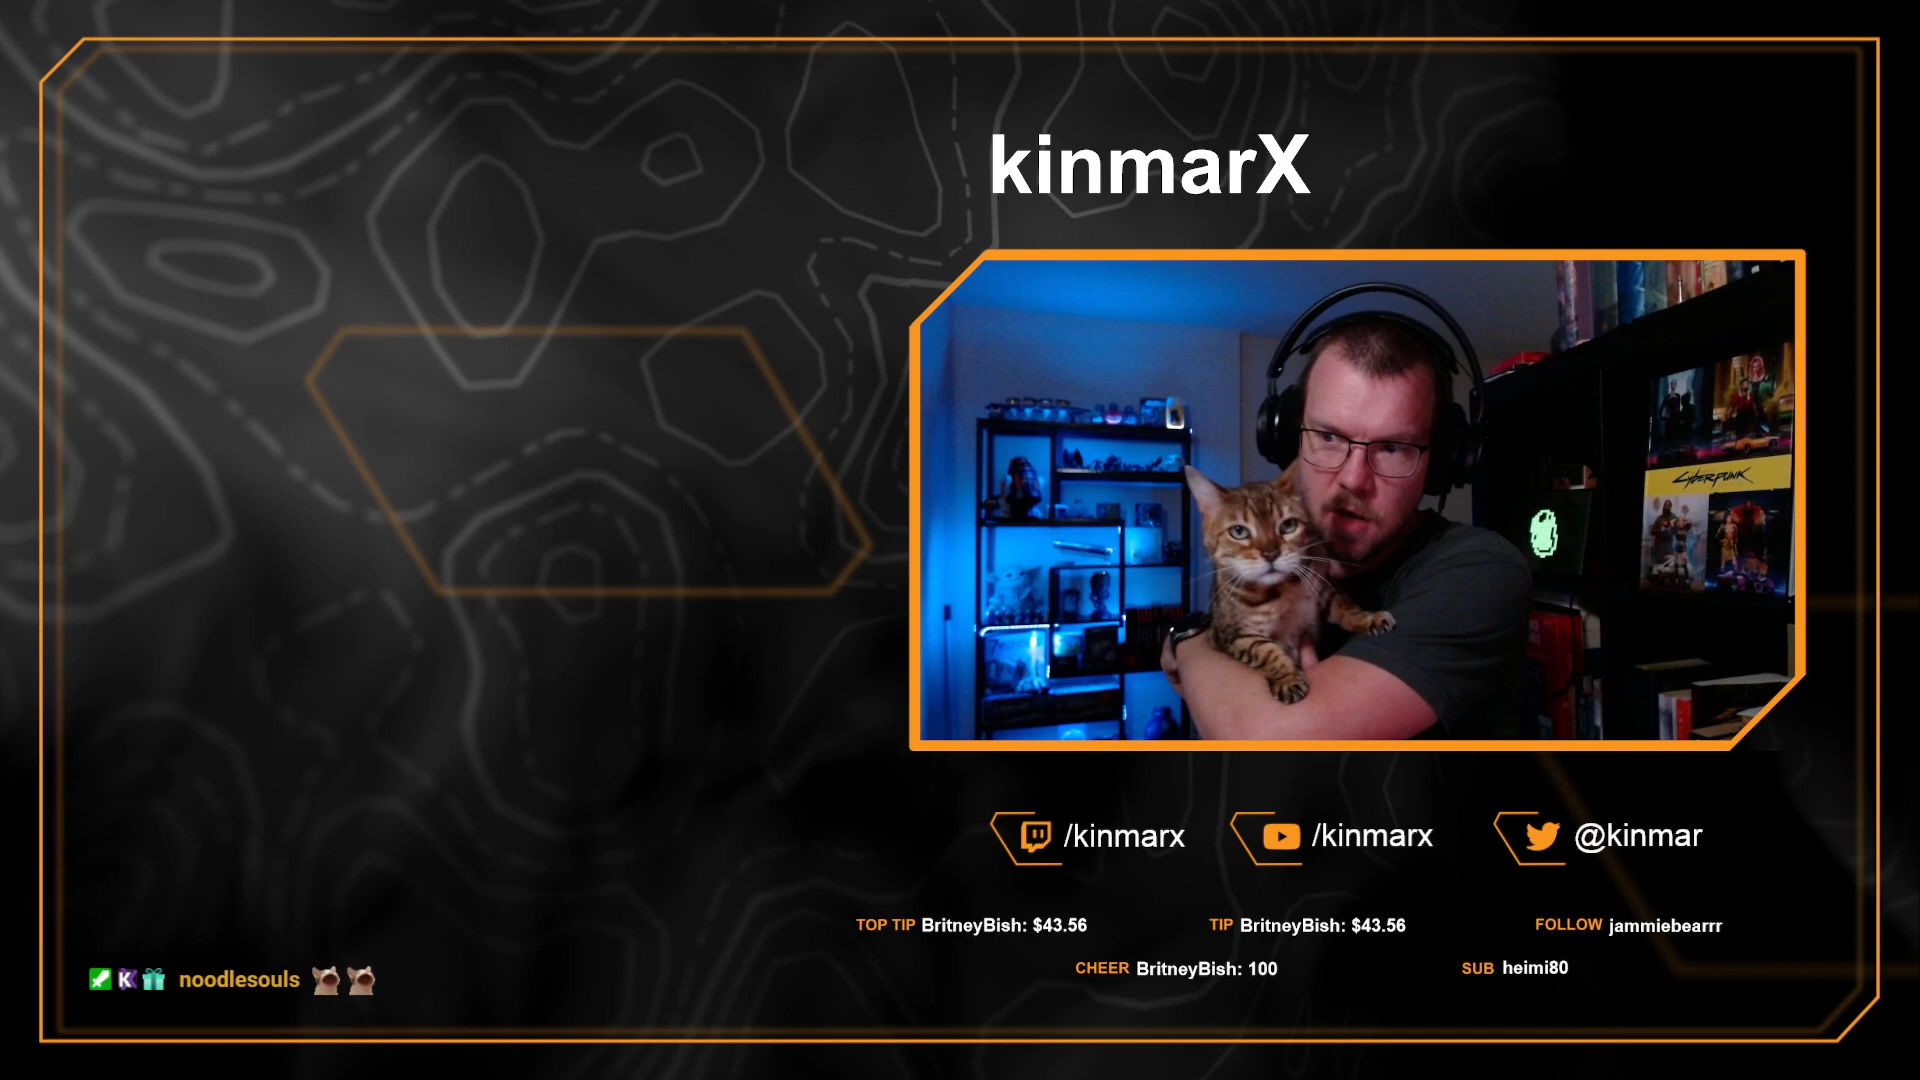 kinmarX
CYBERPUNK
/kinmarx
/kinmarx
@kinmar
TOP TIP BritneyBish: $43.56
TIP BritneyBish: $43.56
FOLLOW jammiebearrr
CHEER BritneyBish: 100
SUB heimi80
K noodlesouls